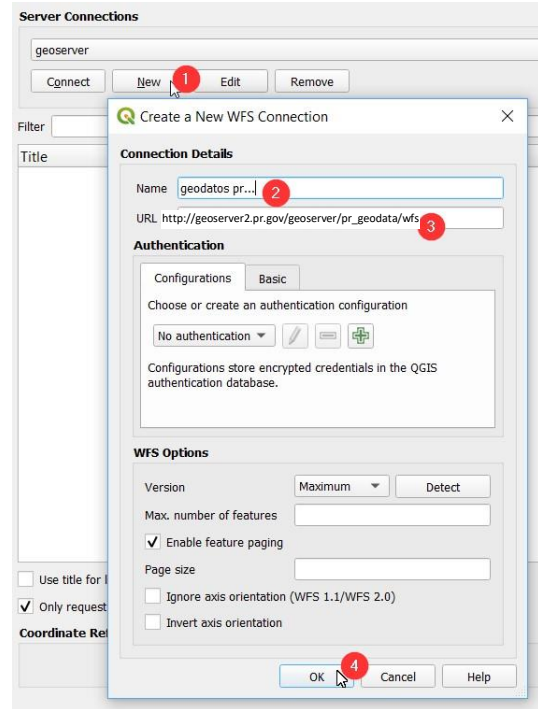 Server Connections
geoserver
Connect New 1 Edit Remove
Create a New WFS Connection
Filter
Title
Connection Details
Name geodatos pr... 2
URL http://geoserver2.pr.gov/geoserver/pr_geodata/wfs 3
Authentication
Configurations Basic
Choose or create an authentication configuration
No authentication
Configurations store encrypted credentials in the QGIS
authentication database.
WFS Options
Version Maximum Detect
Max. number of features
Enable feature paging
Page size
Use title for l
Ignore axis orientation (WFS 1.1/WFS 2.0)
Only request
Invert axis orientation
Coordinate Re
OK 4 Cancel Help